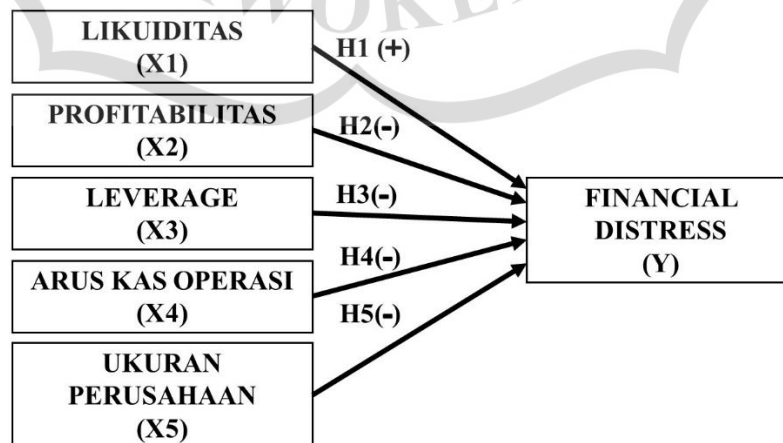 LIKUIDITAS
(X1)
H1 (+)
PROFITABILITAS
(X2)
H2(-)
LEVERAGE
(X3)
H3(-)
ARUS KAS OPERASI
(X4)
H4(-)
UKURAN
PERUSAHAAN
(X5)
H5(-)
FINANCIAL
DISTRESS
(Y)